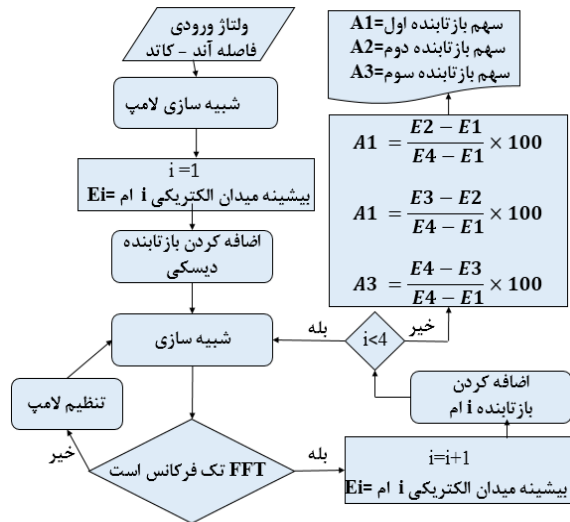 ولتاژ ورودی
فاصله آند - کاتد
شبیه سازی لامپ
i =1
بیشینه میدان الکتریکی i ام =Ei
اضافه کردن بازتابنده
دیسکی
شبیه سازی
تنظیم لامپ
خیر
FFT تک فرکانس است
بله
i=i+1
بیشینه میدان الکتریکی i ام =Ei
اضافه کردن
بازتابنده i ام
i<4
بله
خیر
A1 = (E2 − E1)/(E4 − E1) × 100
A1 = (E3 − E2)/(E4 − E1) × 100
A3 = (E4 − E3)/(E4 − E1) × 100
سهم بازتابنده اول=A1
سهم بازتابنده دوم=A2
سهم بازتابنده سوم=A3